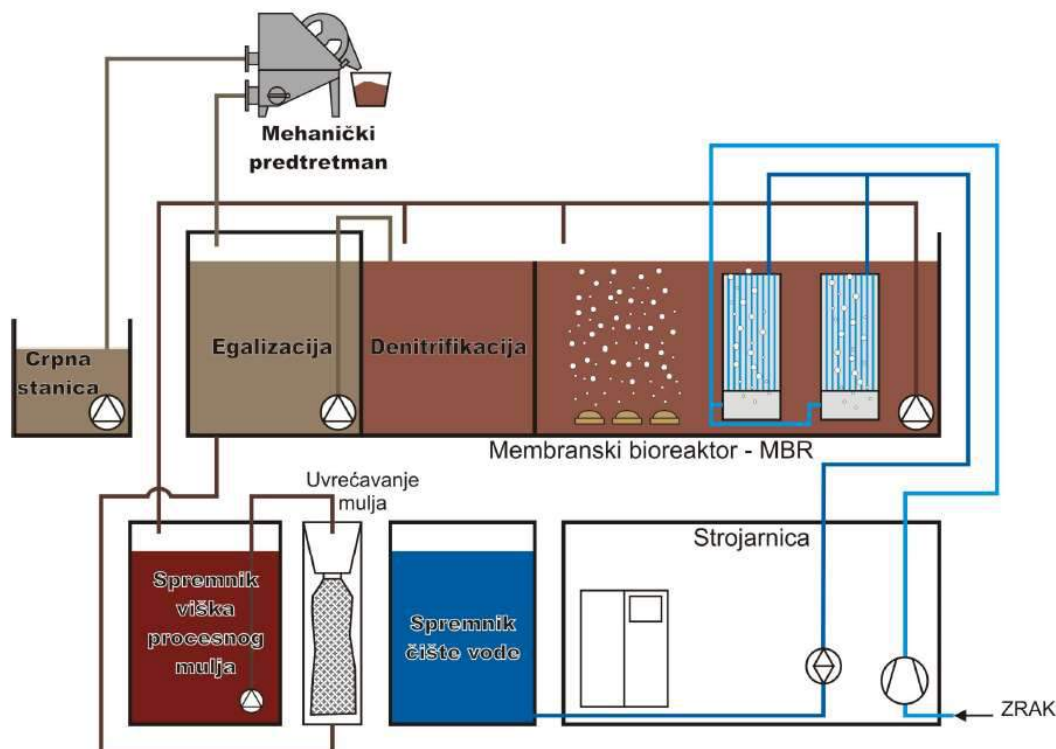 Mehanički
predtretman
Crpna
stanica
Egalizacija
Denitrifikacija
Membranski bioreaktor - MBR
Uvrećavanje
mulja
Strojarnica
Spremnik
viška
procesnog
mulja
Spremnik
čište vode
ZRAK